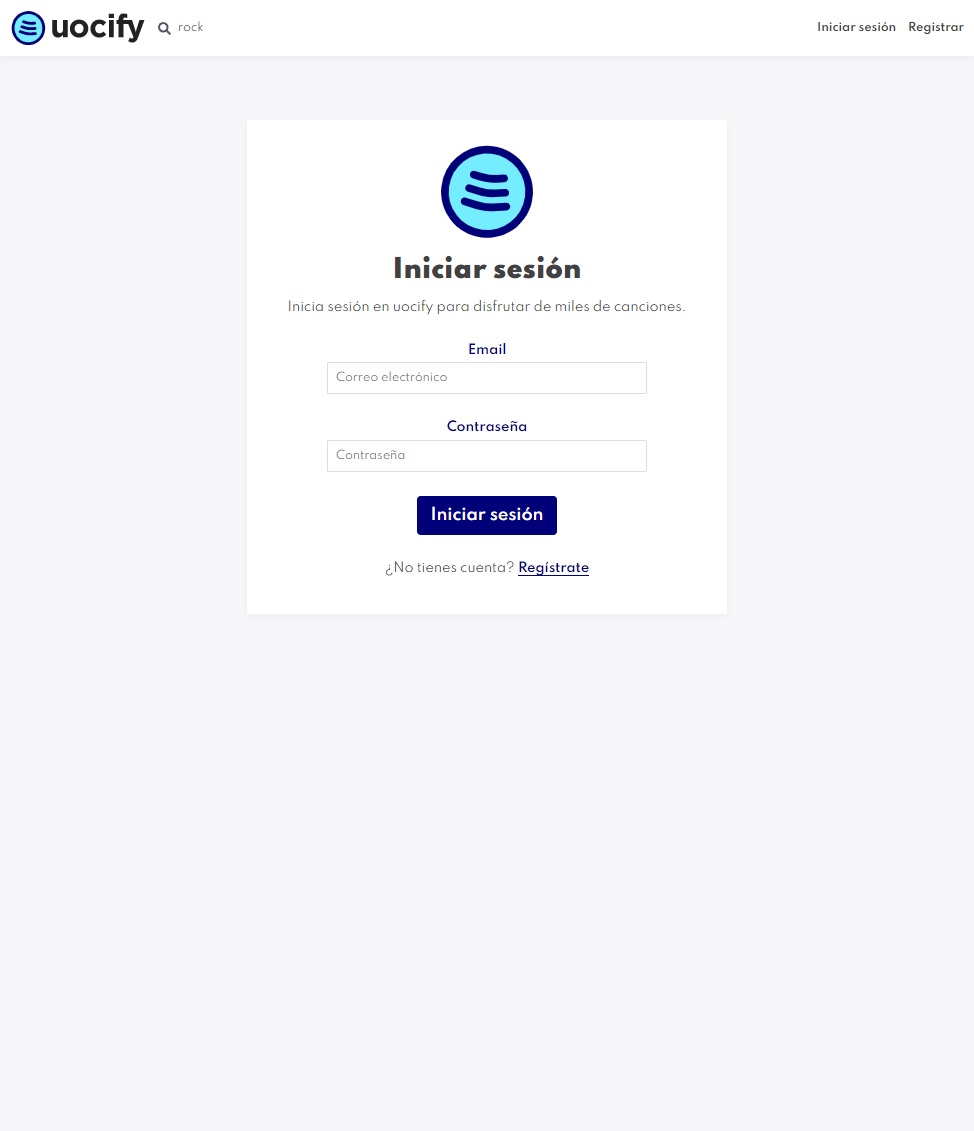 uocify rock Iniciar sesión Registrar
Iniciar sesión
Inicia sesión en uocify para disfrutar de miles de canciones.
Email
Correo electrónico
Contraseña
Contraseña
Iniciar sesión
¿No tienes cuenta? Regístrate